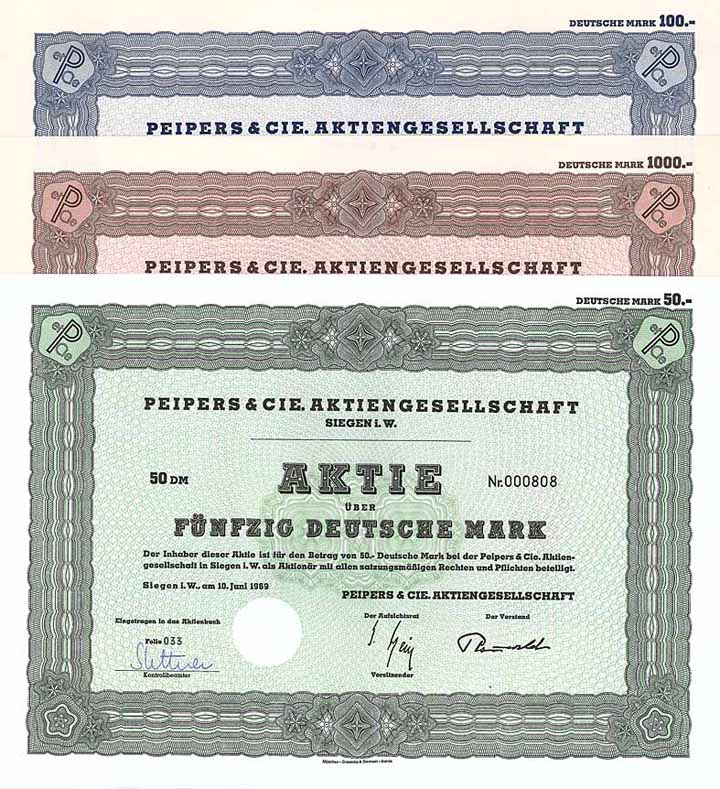 DEUTSCHE MARK 100.-
PEIPERS & CIE. AKTIENGESELLSCHAFT
DEUTSCHE MARK 1000.-
PEIPERS & CIE. AKTIENGESELLSCHAFT
DEUTSCHE MARK 50.-
PEIPERS & CIE. AKTIENGESELLSCHAFT
SIEGEN i. W.
50 DM
AKTIE
Nr. 000808
ÜBER
FÜNFZIG DEUTSCHE MARK
Der Inhaber dieser Aktie ist für den Betrag von 50.- Deutsche Mark bei der Peipers & Cie. Aktien-
gesellschaft in Siegen i. W. als Aktionär mit allen satzungsmäßigen Rechten und Pflichten beteiligt.
Siegen i. W., am 10. Juni 1969
PEIPERS & CIE. AKTIENGESELLSCHAFT
Eingetragen in das Aktienbuch
Der Aufsichtsrat
Der Vorstand
Folio 033
Kontrollbeamter
Vorsitzender